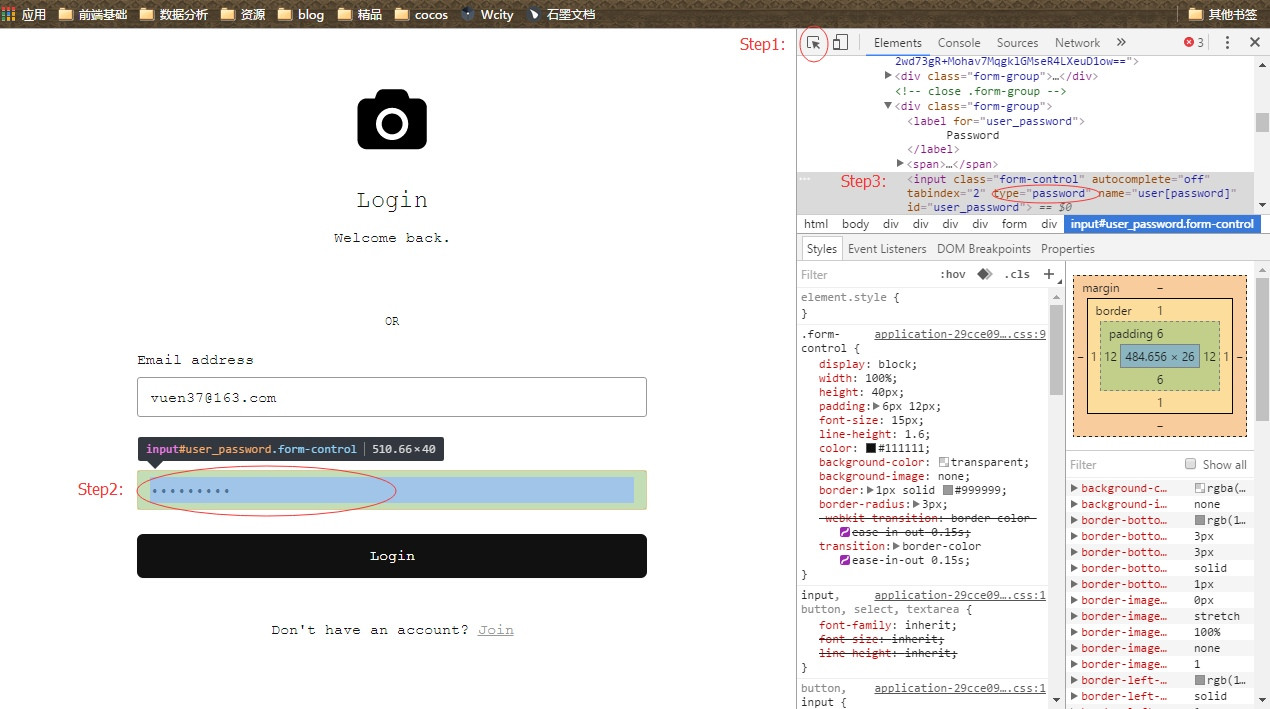 应用 前端基础 数据分析 资源 blog 精品 cocos Wcity 石墨文档 其他书签
Step1:
Login
Welcome back.
OR
Email address
vuen37@163.com
input#user_password.form-control 510.66×40
Step2:
•••••••••
Login
Don't have an account? Join
Elements Console Sources Network » 3
2wd73gR+Mohav7MqgklGMseR4LXeuD1ow==">
<div class="form-group">…</div>
<!-- close .form-group -->
<div class="form-group">
<label for="user_password">
Password
</label>
<span>…</span>
Step3:
<input class="form-control" autocomplete="off"
tabindex="2" type="password" name="user[password]"
id="user_password"> == $0
html body div div div div form div input#user_password.form-control
Styles Event Listeners DOM Breakpoints Properties
Filter :hov .cls +
element.style {
}
.form- application-29cce09….css:9
control {
display: block;
width: 100%;
height: 40px;
padding: 6px 12px;
font-size: 15px;
line-height: 1.6;
color: #111111;
background-color: transparent;
background-image: none;
border: 1px solid #999999;
border-radius: 3px;
-webkit-transition: border-color
ease-in-out 0.15s;
transition: border-color
ease-in-out 0.15s;
}
input, application-29cce09….css:1
button, select, textarea {
font-family: inherit;
font-size: inherit;
line-height: inherit;
}
button, application-29cce09….css:1
input {
margin –
border 1
padding 6
– 1 12 484.656 × 26 12 1 –
6
1
–
Filter Show all
background-c… rgba(…
background-i… none
border-botto… rgb(1…
border-botto… 3px
border-botto… 3px
border-botto… solid
border-botto… 1px
border-image… 0px
border-image… stretch
border-image… 100%
border-image… none
border-image… 1
border-left-… rgb(1…
border-left-… solid